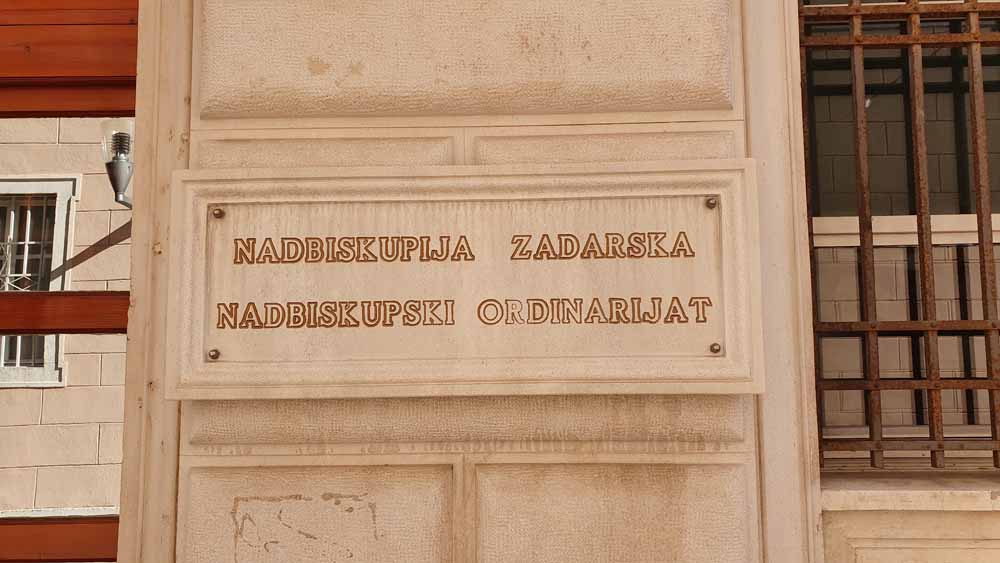 NADBISKUPIJA ZADARSKA
NADBISKUPSKI ORDINARIJAT